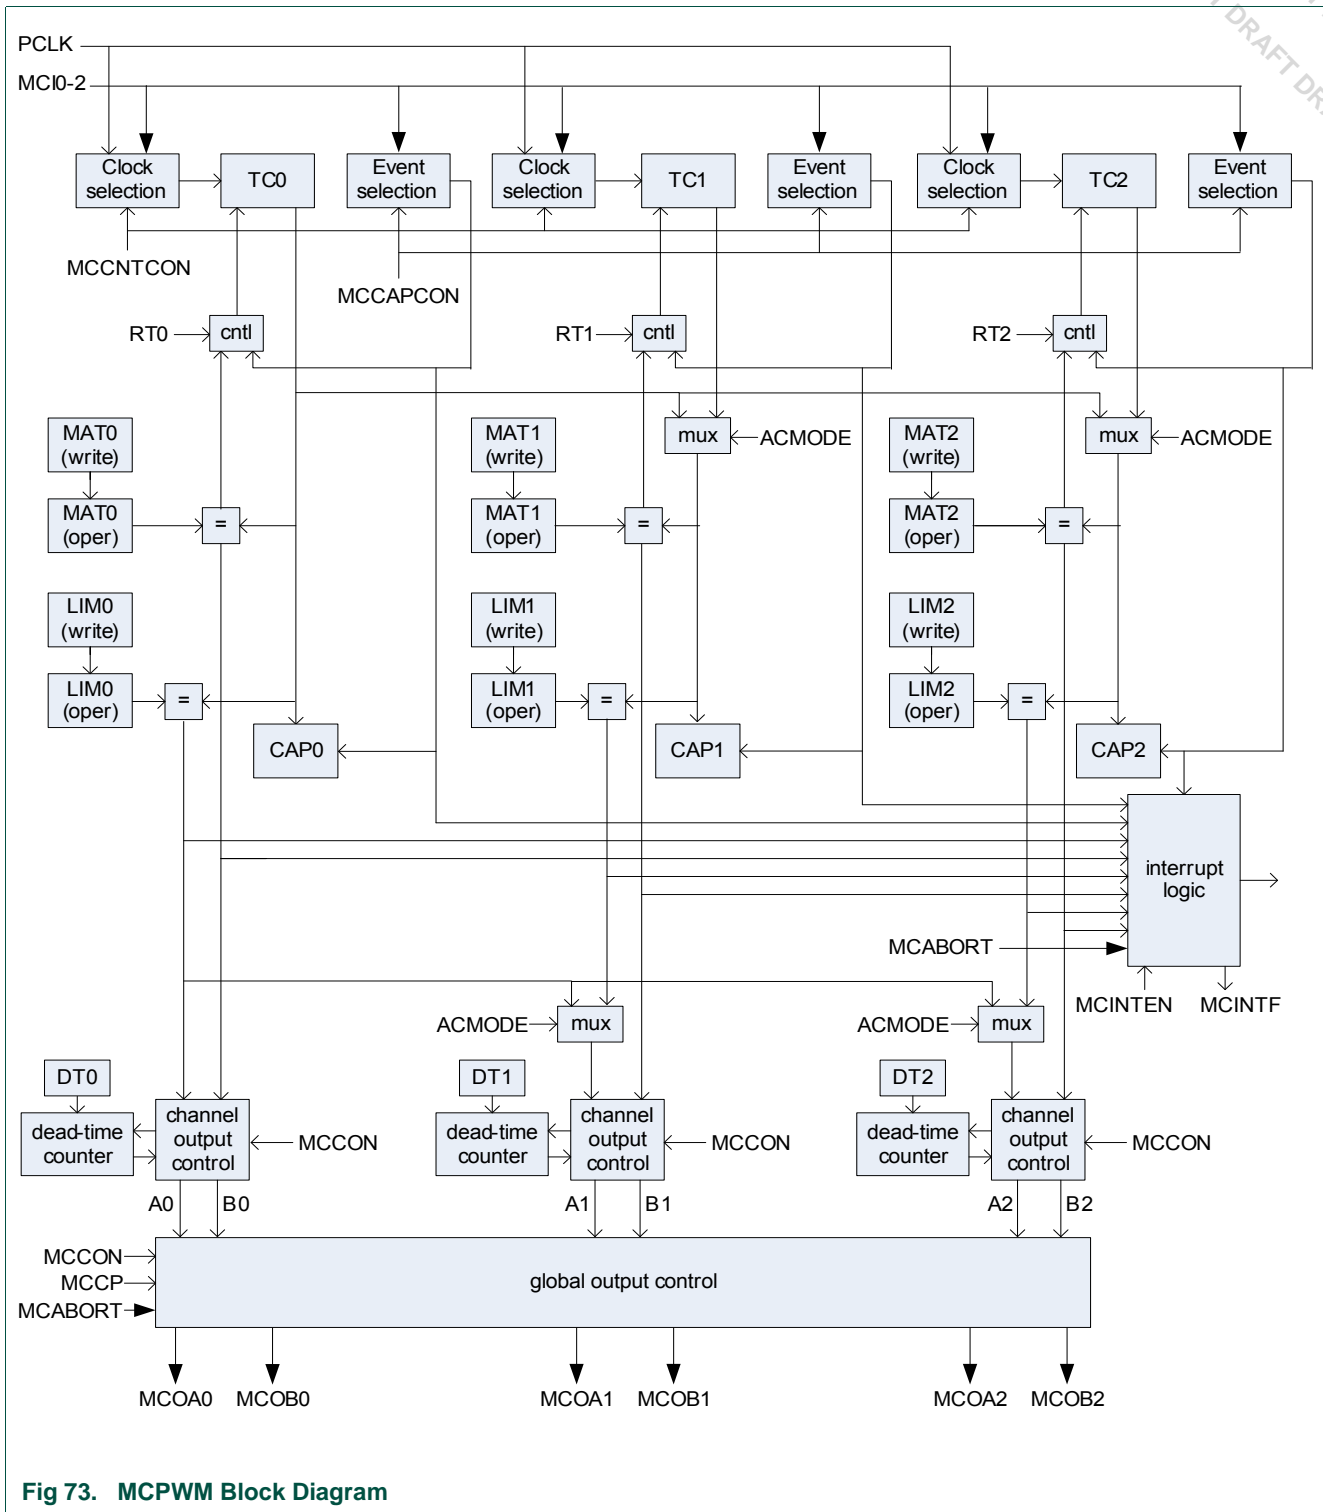 DRAFT DRAFT
PCLK
MCI0-2
Clock
selection
TC0
Event
selection
Clock
selection
TC1
Event
selection
Clock
selection
TC2
Event
selection
MCCNTCON
MCCAPCON
RT0
cntl
RT1
cntl
RT2
cntl
MAT0
(write)
MAT1
(write)
mux
ACMODE
MAT2
(write)
mux
ACMODE
MAT0
(oper)
=
MAT1
(oper)
=
MAT2
(oper)
=
LIM0
(write)
LIM1
(write)
LIM2
(write)
LIM0
(oper)
=
LIM1
(oper)
=
LIM2
(oper)
=
CAP0
CAP1
CAP2
interrupt
logic
MCABORT
MCINTEN
MCINTF
ACMODE
mux
ACMODE
mux
DT0
DT1
DT2
dead-time
counter
channel
output
control
MCCON
dead-time
counter
channel
output
control
MCCON
dead-time
counter
channel
output
control
MCCON
A0
B0
A1
B1
A2
B2
MCCON
MCCP
MCABORT
global output control
MCOA0
MCOB0
MCOA1
MCOB1
MCOA2
MCOB2
Fig 73. MCPWM Block Diagram